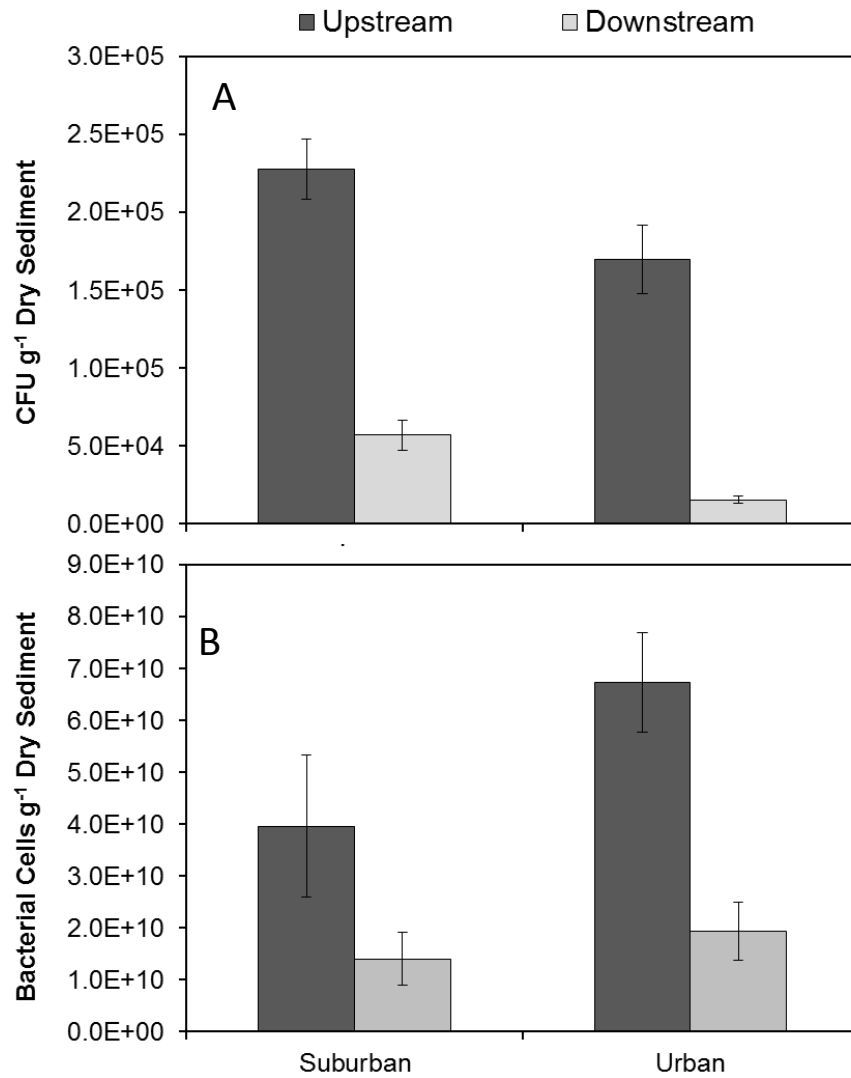 Upstream Downstream
A
CFU g⁻¹ Dry Sediment
3.0E+05
2.5E+05
2.0E+05
1.5E+05
1.0E+05
5.0E+04
0.0E+00
B
Bacterial Cells g⁻¹ Dry Sediment
9.0E+10
8.0E+10
7.0E+10
6.0E+10
5.0E+10
4.0E+10
3.0E+10
2.0E+10
1.0E+10
0.0E+00
Suburban Urban